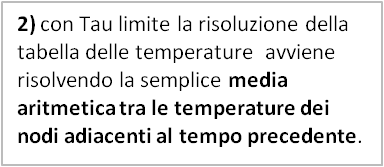 2) con Tau limite la risoluzione della
tabella delle temperature avviene
risolvendo la semplice media
aritmetica tra le temperature dei
nodi adiacenti al tempo precedente.